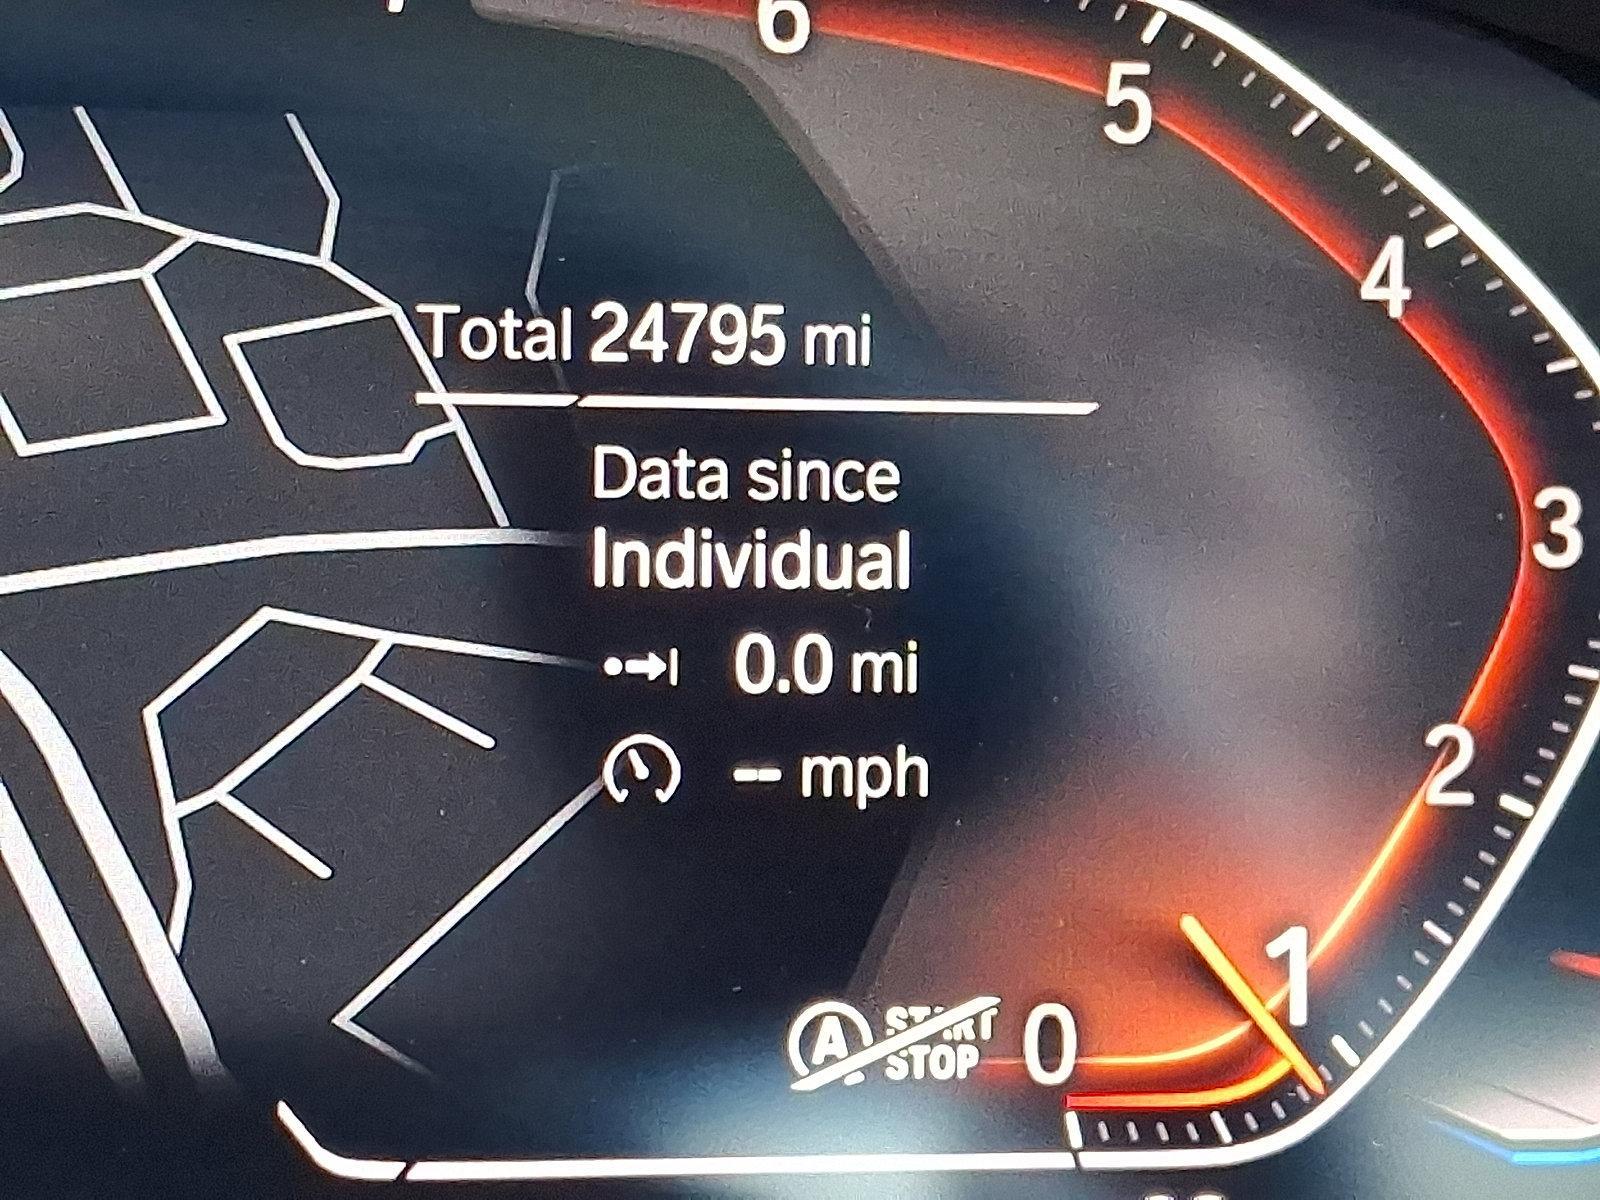 6
5
4
Total 24795 mi
Data since
Individual
3
0.0 mi
-- mph
2
1
A START STOP
0